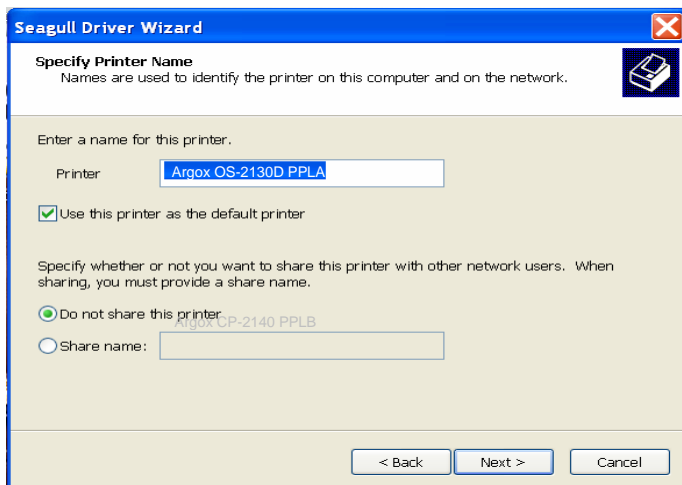 Seagull Driver Wizard
Specify Printer Name
Names are used to identify the printer on this computer and on the network.
Enter a name for this printer.
Printer Argox OS-2130D PPLA
Use this printer as the default printer
Specify whether or not you want to share this printer with other network users. When
sharing, you must provide a share name.
Do not share this printer
Argox CP-2140 PPLB
Share name:
< Back Next > Cancel